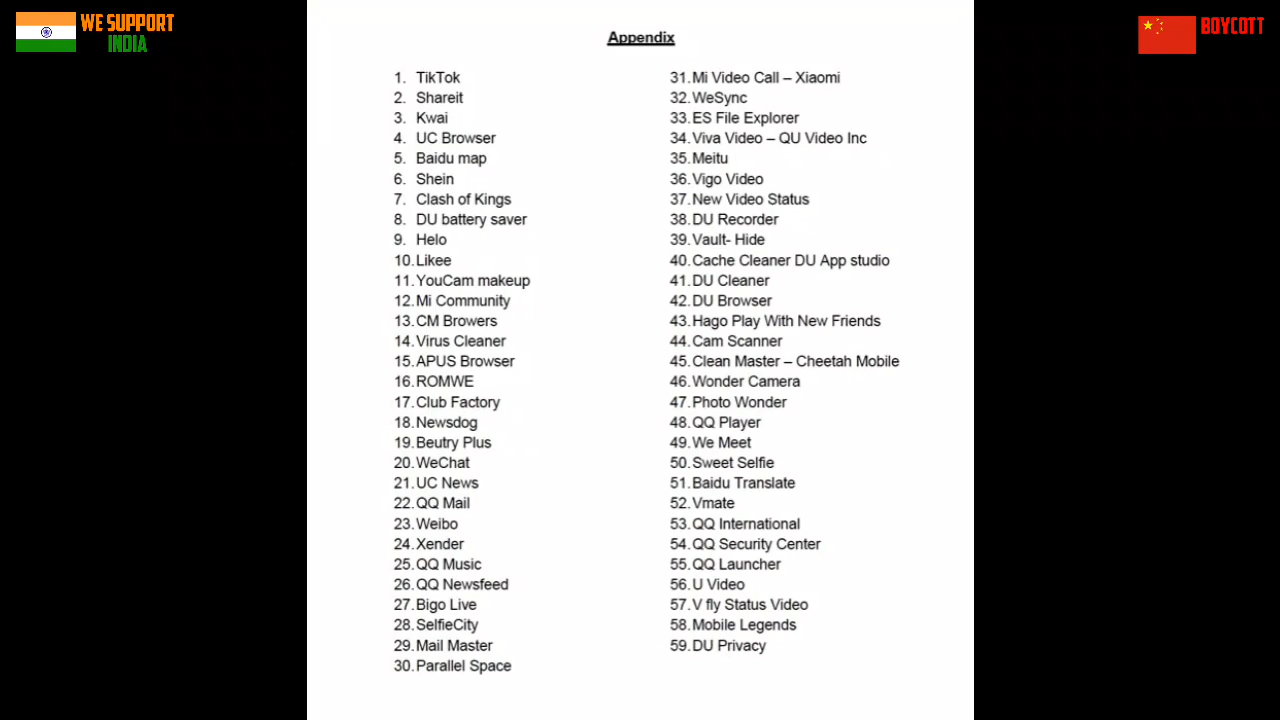 WE SUPPORT
INDIA
BOYCOTT
Appendix
1. TikTok
2. Shareit
3. Kwai
4. UC Browser
5. Baidu map
6. Shein
7. Clash of Kings
8. DU battery saver
9. Helo
10. Likee
11. YouCam makeup
12. Mi Community
13. CM Browers
14. Virus Cleaner
15. APUS Browser
16. ROMWE
17. Club Factory
18. Newsdog
19. Beutry Plus
20. WeChat
21. UC News
22. QQ Mail
23. Weibo
24. Xender
25. QQ Music
26. QQ Newsfeed
27. Bigo Live
28. SelfieCity
29. Mail Master
30. Parallel Space
31. Mi Video Call – Xiaomi
32. WeSync
33. ES File Explorer
34. Viva Video – QU Video Inc
35. Meitu
36. Vigo Video
37. New Video Status
38. DU Recorder
39. Vault- Hide
40. Cache Cleaner DU App studio
41. DU Cleaner
42. DU Browser
43. Hago Play With New Friends
44. Cam Scanner
45. Clean Master – Cheetah Mobile
46. Wonder Camera
47. Photo Wonder
48. QQ Player
49. We Meet
50. Sweet Selfie
51. Baidu Translate
52. Vmate
53. QQ International
54. QQ Security Center
55. QQ Launcher
56. U Video
57. V fly Status Video
58. Mobile Legends
59. DU Privacy